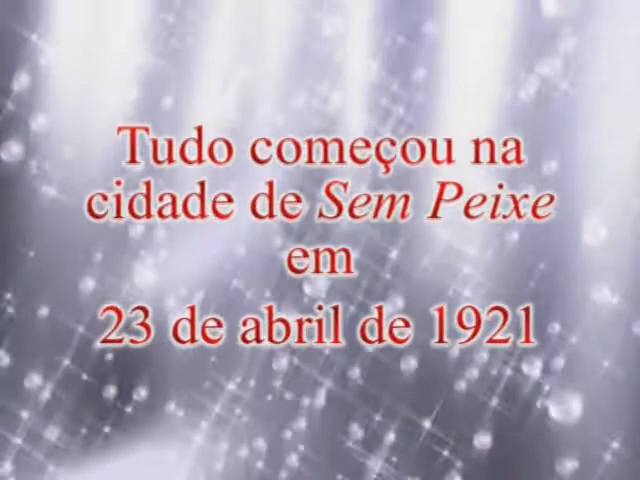 Tudo começou na
cidade de Sem Peixe
em
23 de abril de 1921